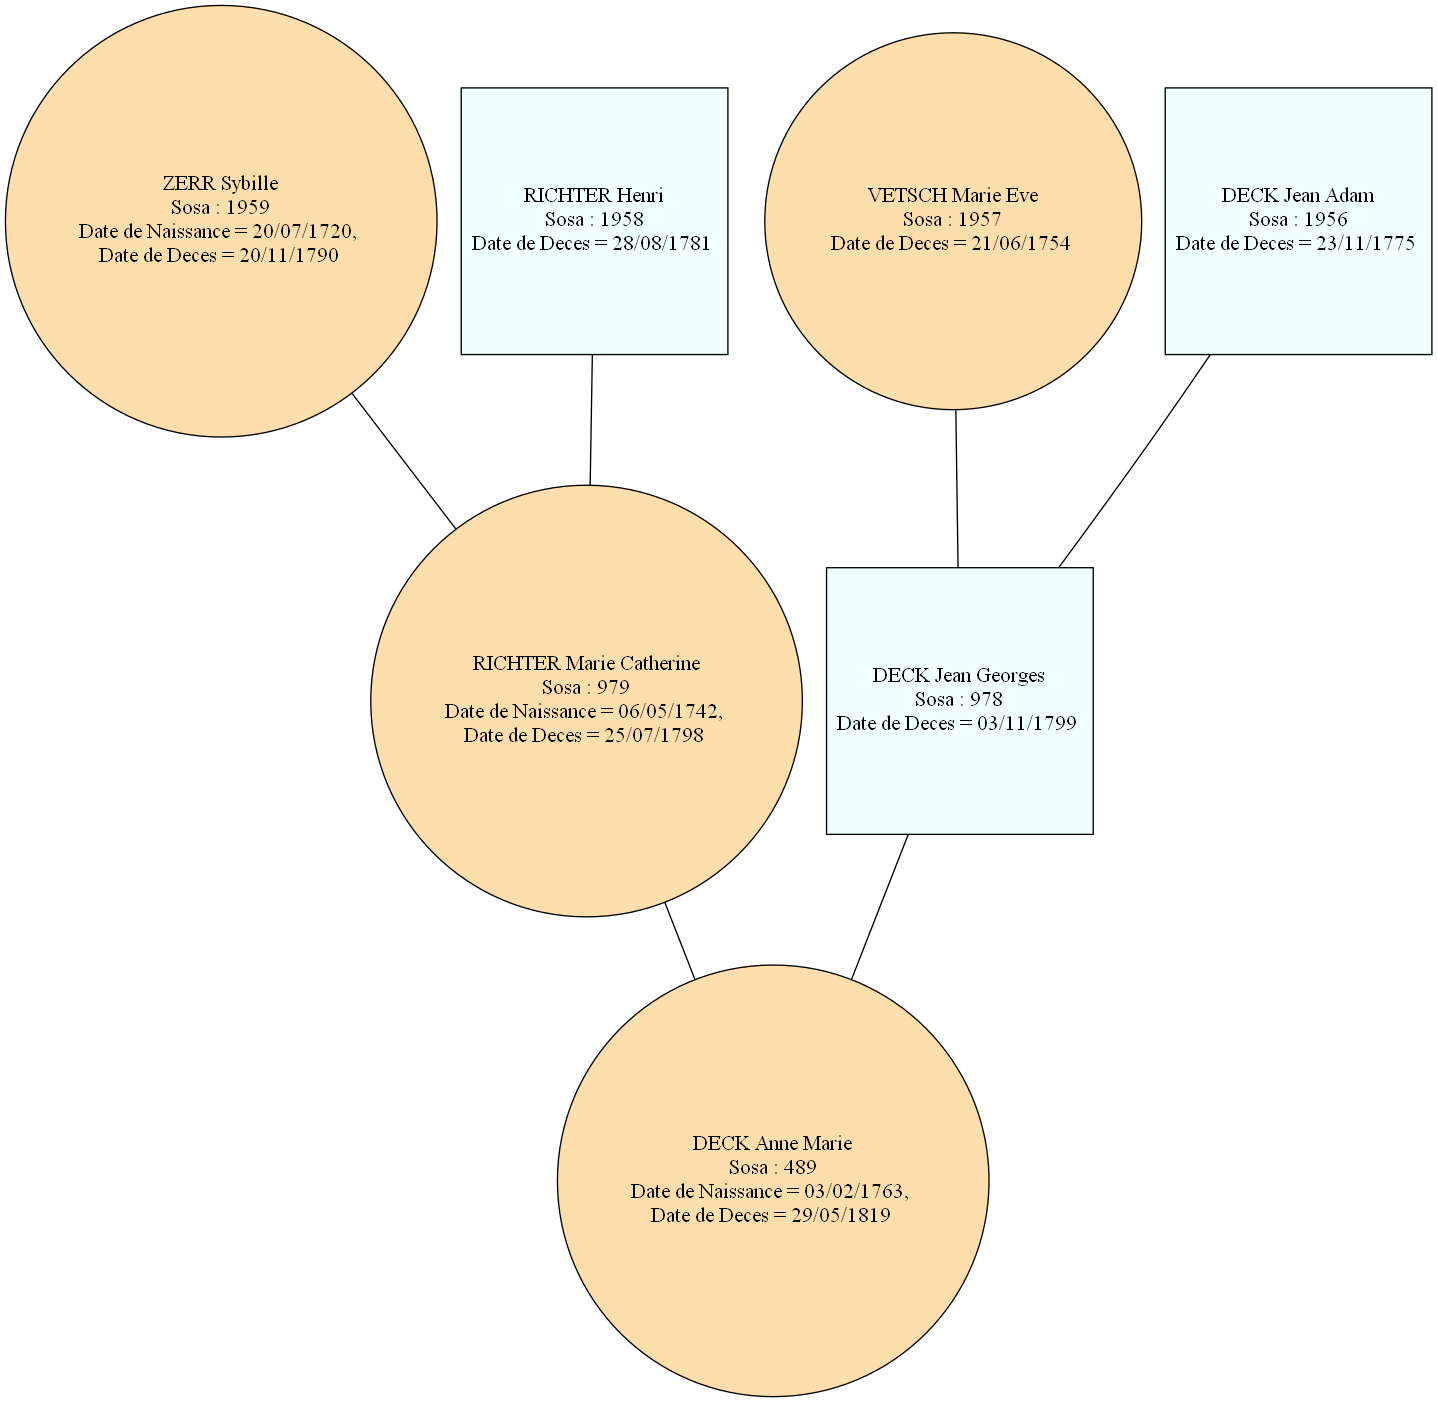 ZERR Sybille
Sosa : 1959
Date de Naissance = 20/07/1720,
Date de Deces = 20/11/1790
RICHTER Henri
Sosa : 1958
Date de Deces = 28/08/1781
VETSCH Marie Eve
Sosa : 1957
Date de Deces = 21/06/1754
DECK Jean Adam
Sosa : 1956
Date de Deces = 23/11/1775
RICHTER Marie Catherine
Sosa : 979
Date de Naissance = 06/05/1742,
Date de Deces = 25/07/1798
DECK Jean Georges
Sosa : 978
Date de Deces = 03/11/1799
DECK Anne Marie
Sosa : 489
Date de Naissance = 03/02/1763,
Date de Deces = 29/05/1819